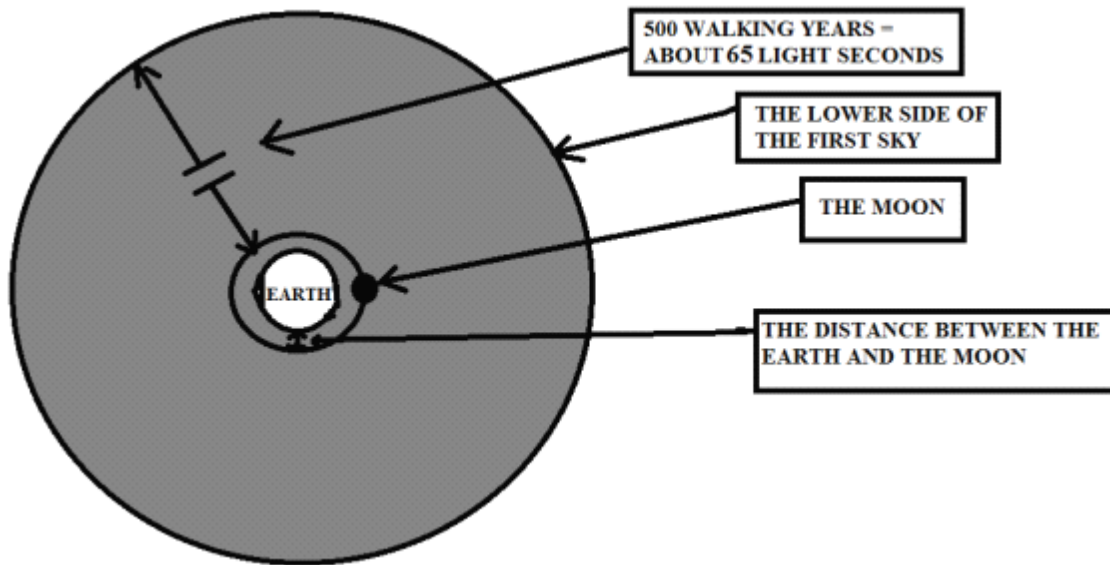 500 WALKING YEARS =
ABOUT 65 LIGHT SECONDS
THE LOWER SIDE OF
THE FIRST SKY
THE MOON
EARTH
THE DISTANCE BETWEEN THE
EARTH AND THE MOON